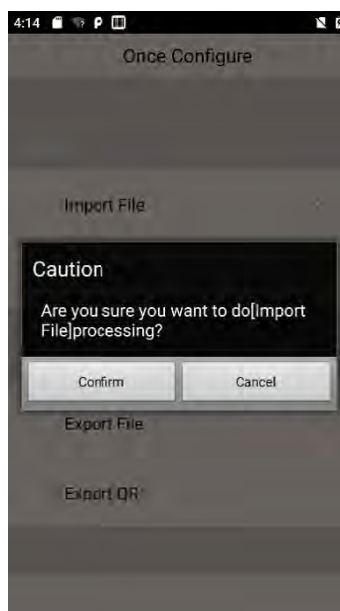 4:14
Once Configure
Import File
Caution
Are you sure you want to do[Import
File]processing?
Confirm
Cancel
Export File
Export QR